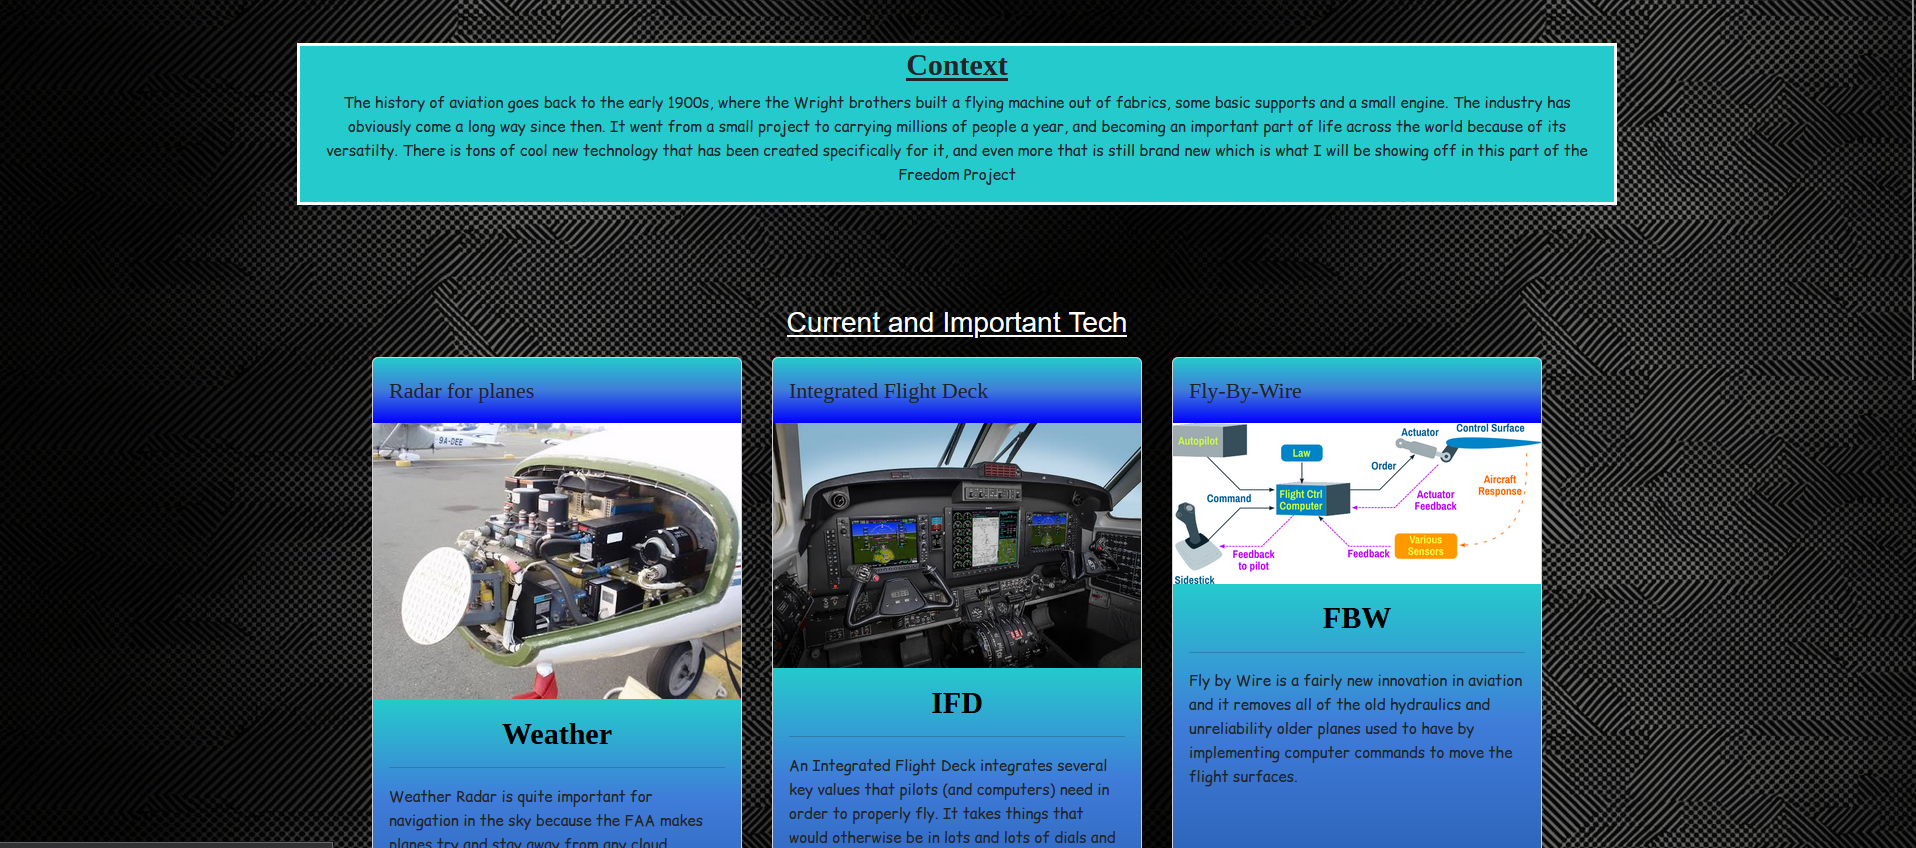 Context
The history of aviation goes back to the early 1900s, where the Wright brothers built a flying machine out of fabrics, some basic supports and a small engine. The industry has
obviously come a long way since then. It went from a small project to carrying millions of people a year, and becoming an important part of life across the world because of its
versatilty. There is tons of cool new technology that has been created specifically for it, and even more that is still brand new which is what I will be showing off in this part of the
Freedom Project
Current and Important Tech
Radar for planes
9A-DEE
Weather
Weather Radar is quite important for
navigation in the sky because the FAA makes
planes try and stay away from any cloud
Integrated Flight Deck
IFD
An Integrated Flight Deck integrates several
key values that pilots (and computers) need in
order to properly fly. It takes things that
would otherwise be in lots and lots of dials and
Fly-By-Wire
Autopilot
Law
Actuator
Control Surface
Order
Command
Flight Ctrl
Computer
Actuator
Feedback
Aircraft
Response
Various
Sensors
Feedback
Feedback
to pilot
Sidestick
FBW
Fly by Wire is a fairly new innovation in aviation
and it removes all of the old hydraulics and
unreliability older planes used to have by
implementing computer commands to move the
flight surfaces.